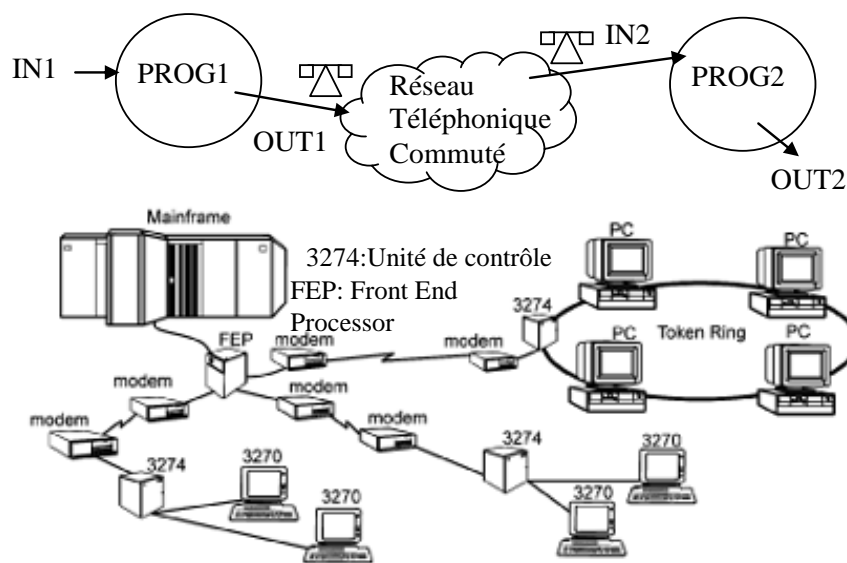 IN1
PROG1
OUT1
Réseau
Téléphonique
Commuté
IN2
PROG2
OUT2
Mainframe
3274:Unité de contrôle
FEP: Front End
Processor
FEP
modem
modem
modem
modem
modem
modem
3274
PC
PC
PC
PC
Token Ring
3274
3270
3270
3274
3270
3270